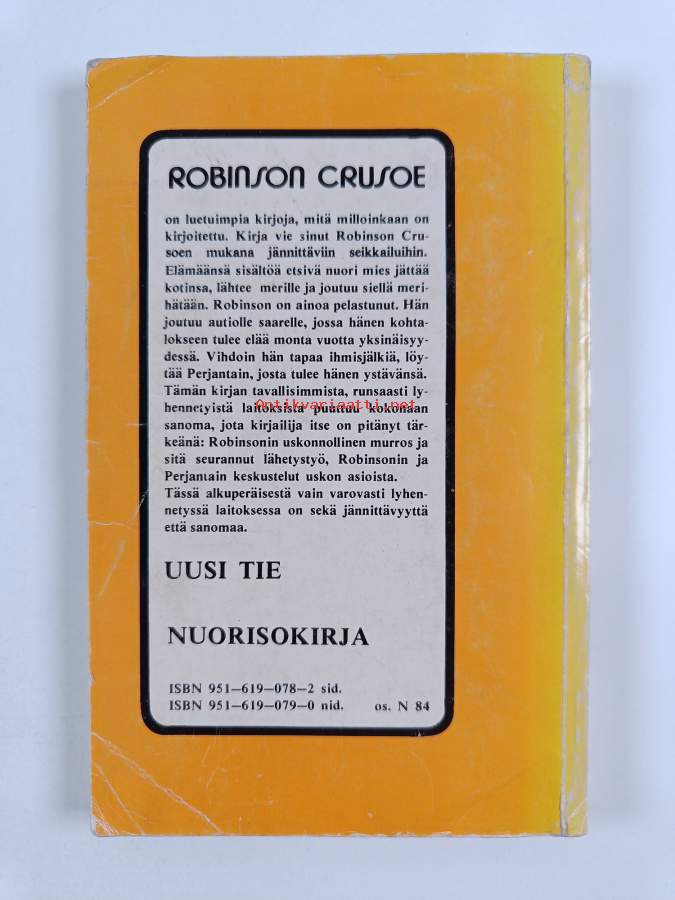 ROBINSON CRUSOE
on luetuimpia kirjoja, mitä milloinkaan on
kirjoitettu. Kirja vie sinut Robinson Cru-
soen mukana jännittäviin seikkailuihin.
Elämäänsä sisältöä etsivä nuori mies jättää
kotinsa, lähtee merille ja joutuu siellä meri-
hätään. Robinson on ainoa pelastunut. Hän
joutuu autiolle saarelle, jossa hänen kohta-
lokseen tulee elää monta vuotta yksinäisyy-
dessä. Vihdoin hän tapaa ihmisjälkiä, löy-
tää Perjantain, josta tulee hänen ystävänsä.
Tämän kirjan tavallisimmista, runsaasti ly-
hennetyistä laitoksista puuttuu kokonaan
Antikvariaatti.net
sanoma, jota kirjailija itse on pitänyt tär-
keänä: Robinsonin uskonnollinen murros ja
sitä seurannut lähetystyö, Robinsonin ja
Perjantain keskustelut uskon asioista.
Tässä alkuperäisestä vain varovasti lyhen-
netyssä laitoksessa on sekä jännittävyyttä
että sanomaa.
UUSI TIE
NUORISOKIRJA
ISBN 951–619–078–2 sid.
ISBN 951–619–079–0 nid. os. N 84